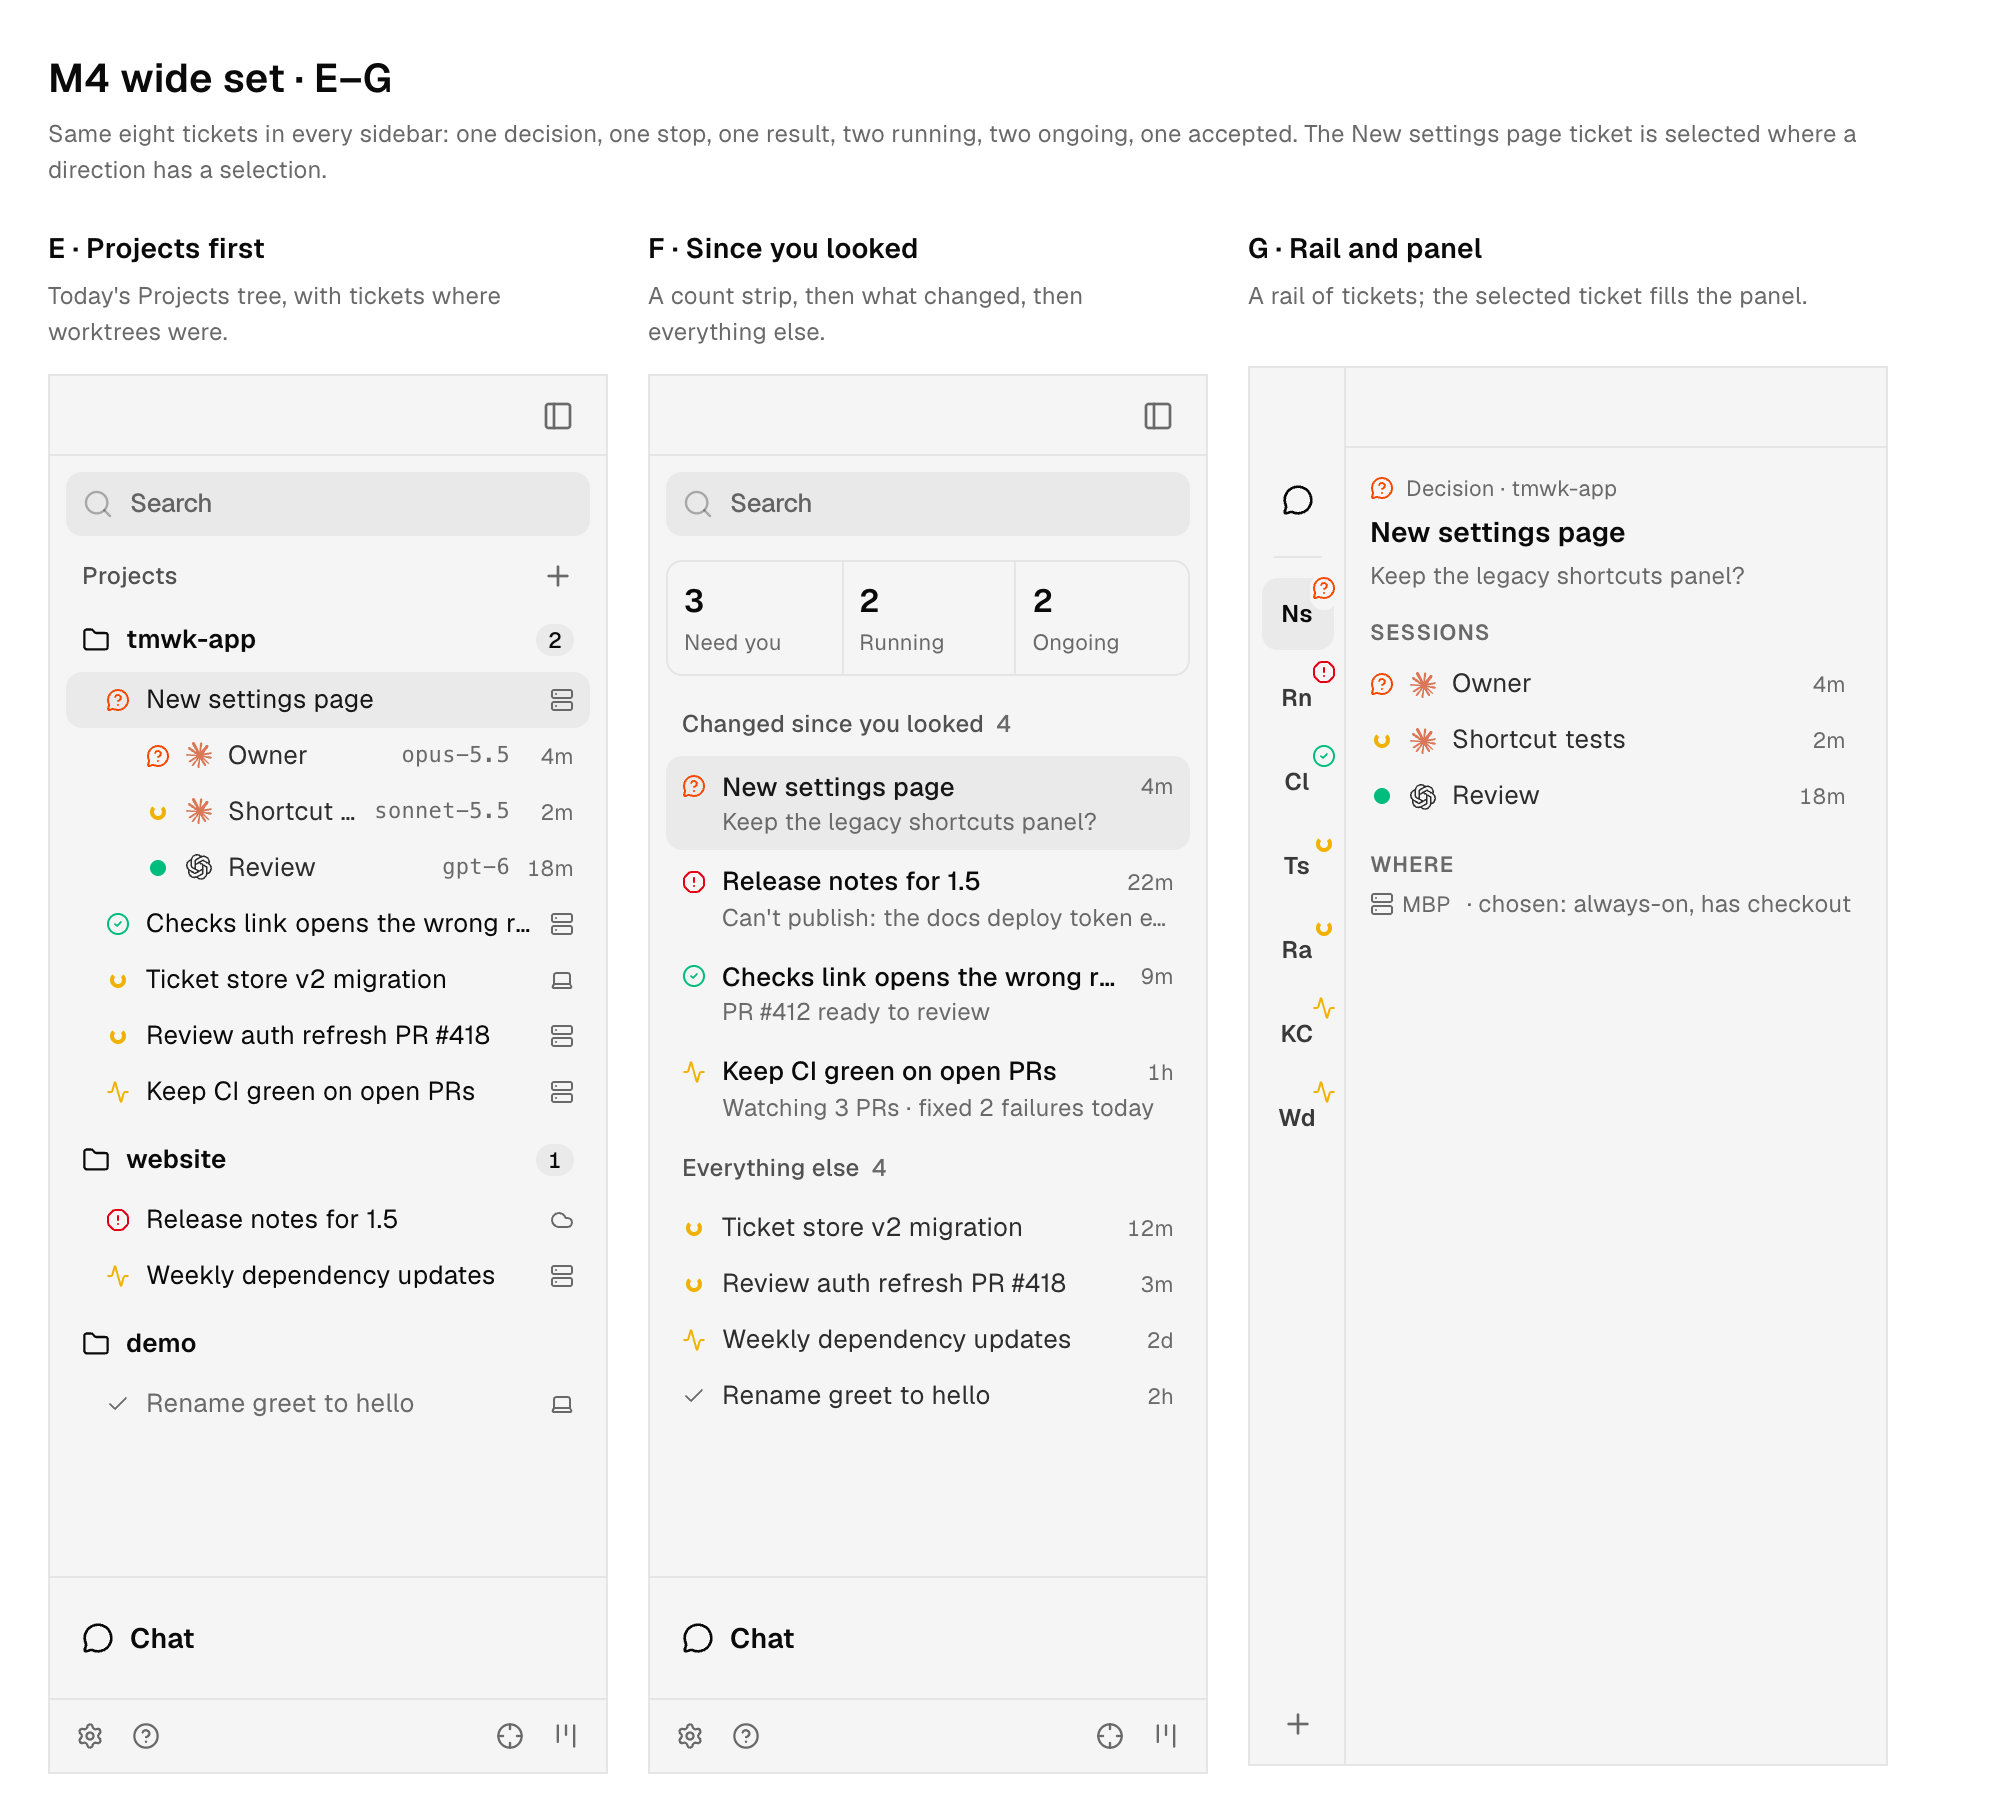 M4 wide set · E–G
Same eight tickets in every sidebar: one decision, one stop, one result, two running, two ongoing, one accepted. The New settings page ticket is selected where a
direction has a selection.
E · Projects first
Today's Projects tree, with tickets where
worktrees were.
Search
Projects
tmwk-app 2
New settings page
Owner opus-5.5 4m
Shortcut ... sonnet-5.5 2m
Review gpt-6 18m
Checks link opens the wrong r...
Ticket store v2 migration
Review auth refresh PR #418
Keep CI green on open PRs
website 1
Release notes for 1.5
Weekly dependency updates
demo
Rename greet to hello
Chat
F · Since you looked
A count strip, then what changed, then
everything else.
Search
3 2 2
Need you Running Ongoing
Changed since you looked 4
New settings page 4m
Keep the legacy shortcuts panel?
Release notes for 1.5 22m
Can't publish: the docs deploy token e...
Checks link opens the wrong r... 9m
PR #412 ready to review
Keep CI green on open PRs 1h
Watching 3 PRs · fixed 2 failures today
Everything else 4
Ticket store v2 migration 12m
Review auth refresh PR #418 3m
Weekly dependency updates 2d
Rename greet to hello 2h
Chat
G · Rail and panel
A rail of tickets; the selected ticket fills the panel.
Ns
Rn
Cl
Ts
Ra
KC
Wd
Decision · tmwk-app
New settings page
Keep the legacy shortcuts panel?
SESSIONS
Owner 4m
Shortcut tests 2m
Review 18m
WHERE
MBP · chosen: always-on, has checkout